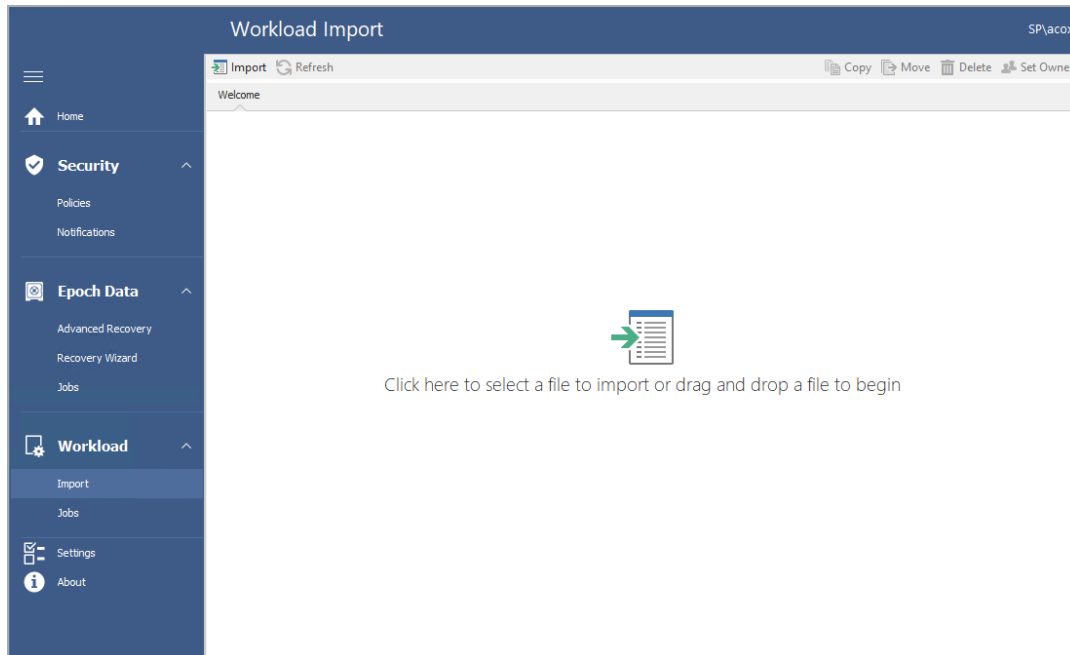 Workload Import
SP\acox
Import Refresh Copy Move Delete Set Owne
Welcome
Home
Security
Policies
Notifications
Epoch Data
Advanced Recovery
Recovery Wizard
Jobs
Click here to select a file to import or drag and drop a file to begin
Workload
Import
Jobs
Settings
About